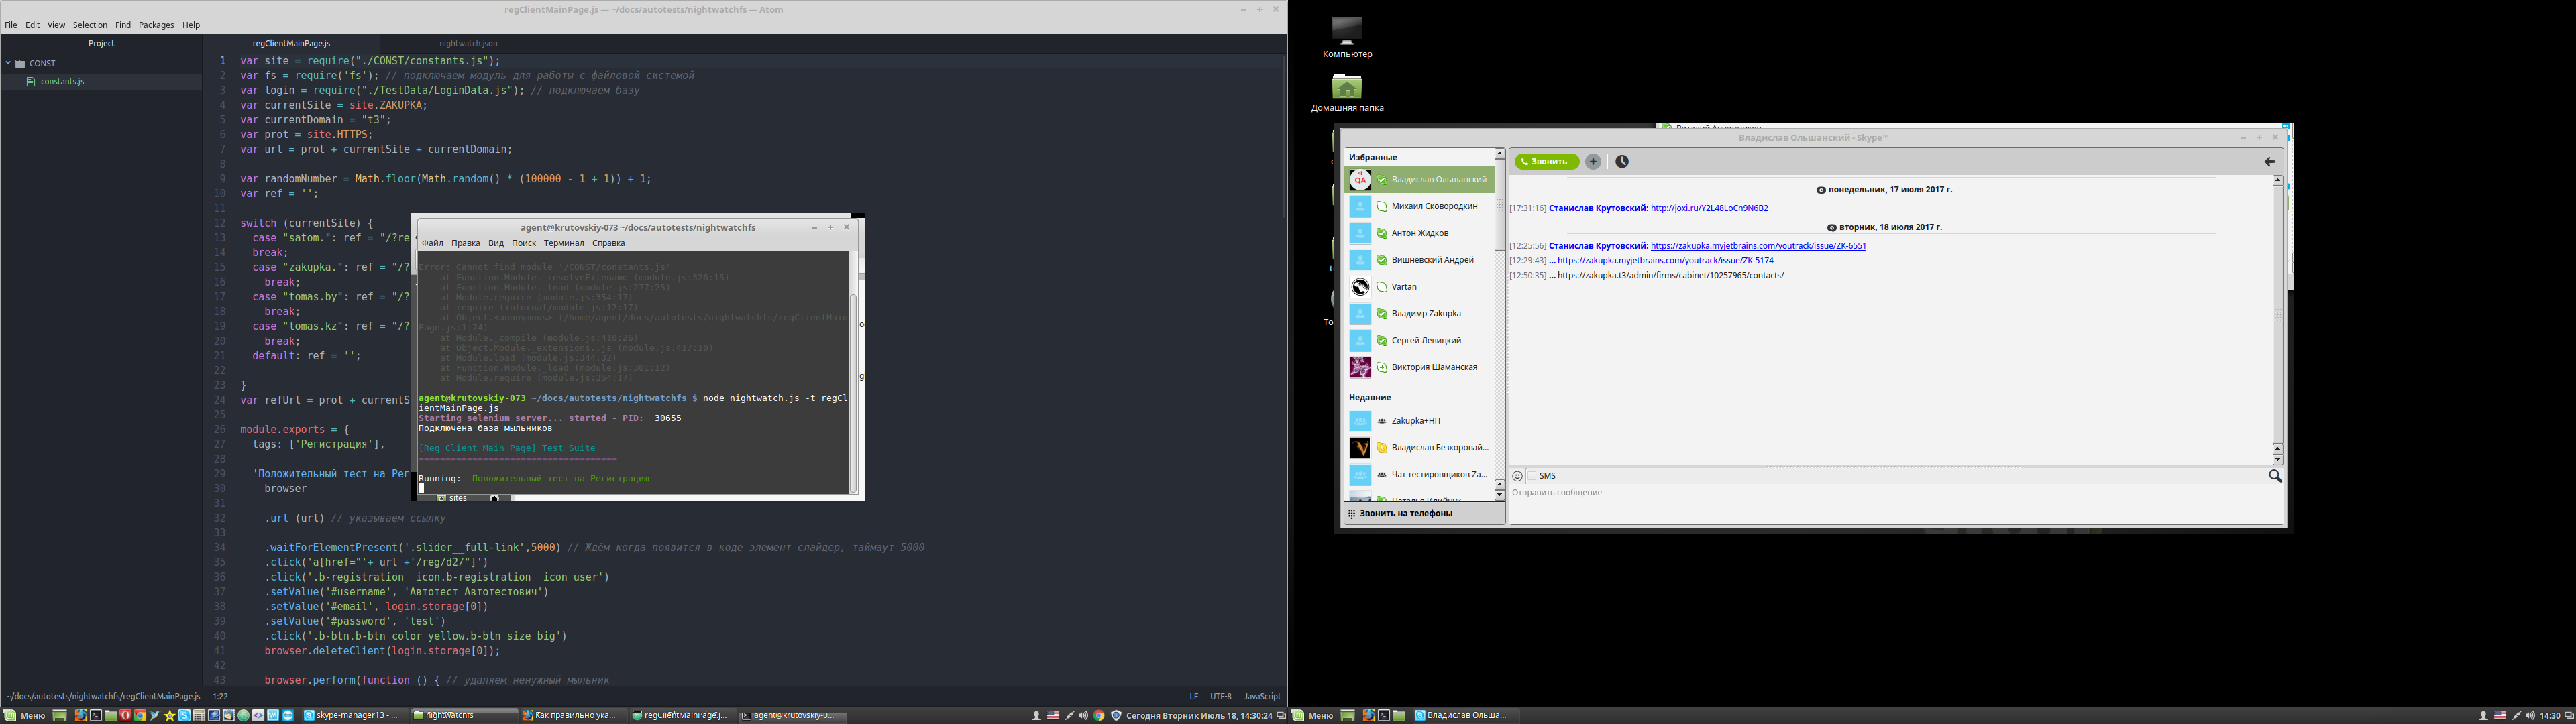 regClientMainPage.js — ~/docs/autotests/nightwatchfs — Atom
File Edit View Selection Find Packages Help
Project
CONST
constants.js
regClientMainPage.js
nightwatch.json
1 var site = require("./CONST/constants.js");
2 var fs = require('fs'); // подключаем модуль для работы с файловой системой
3 var login = require("./TestData/LoginData.js"); // подключаем базу
4 var currentSite = site.ZAKUPKA;
5 var currentDomain = "t3";
6 var prot = site.HTTPS;
7 var url = prot + currentSite + currentDomain;
8
9 var randomNumber = Math.floor(Math.random() * (100000 - 1 + 1)) + 1;
10 var ref = '';
11
12 switch (currentSite) {
13 case "satom.": ref = "/?re
14 break;
15 case "zakupka.": ref = "/?
16 break;
17 case "tomas.by": ref = "/?
18 break;
19 case "tomas.kz": ref = "/?
20 break;
21 default: ref = '';
22
23 }
24 var refUrl = prot + currentS
25
26 module.exports = {
27 tags: ['Регистрация'],
28
29 'Положительный тест на Рег
30 browser
31
32 .url (url) // указываем ссылку
33
34 .waitForElementPresent('.slider__full-link',5000) // Ждём когда появится в коде элемент слайдер, таймаут 5000
35 .click('a[href="'+ url +'/reg/d2/"]')
36 .click('.b-registration__icon.b-registration__icon_user')
37 .setValue('#username', 'Автотест Автотестович')
38 .setValue('#email', login.storage[0])
39 .setValue('#password', 'test')
40 .click('.b-btn.b-btn_color_yellow.b-btn_size_big')
41 browser.deleteClient(login.storage[0]);
42
43 browser.perform(function () { // удаляем ненужный мыльник
~/docs/autotests/nightwatchfs/regClientMainPage.js 1:22
LF UTF-8 JavaScript
agent@krutovskiy-073 ~/docs/autotests/nightwatchfs
Файл Правка Вид Поиск Терминал Справка
Error: Cannot find module '/CONST/constants.js'
at Function.Module._resolveFilename (module.js:326:15)
at Function.Module._load (module.js:277:25)
at Module.require (module.js:354:17)
at require (internal/module.js:12:17)
at Object.<anonymous> (/home/agent/docs/autotests/nightwatchfs/regClientMain
Page.js:1:74)
at Module._compile (module.js:410:26)
at Object.Module._extensions..js (module.js:417:10)
at Module.load (module.js:344:32)
at Function.Module._load (module.js:301:12)
at Module.require (module.js:354:17)
agent@krutovskiy-073 ~/docs/autotests/nightwatchfs $ node nightwatch.js -t regCl
ientMainPage.js
Starting selenium server... started - PID: 30655
Подключена база мыльников
[Reg Client Main Page] Test Suite
======================================
Running: Положительный тест на Регистрацию
sites
Меню
skype-manager13 - ...
nightwatchfs
Как правильно ука...
regClientMainPage.j...
agent@krutovskiy-0...
Сегодня Вторник Июль 18, 14:30:24
Компьютер
Домашняя папка
Владислав Ольшанский - Skype™
Избранные
Владислав Ольшанский
Михаил Сковородкин
Антон Жидков
Вишневский Андрей
Vartan
Владимр Zakupka
Сергей Левицкий
Виктория Шаманская
Недавние
Zakupka+НП
Владислав Безкоровай...
Чат тестировщиков Za...
Звонить на телефоны
Звонить
понедельник, 17 июля 2017 г.
[17:31:16] Станислав Крутовский: http://joxi.ru/Y2L48LoCn9N6B2
вторник, 18 июля 2017 г.
[12:25:56] Станислав Крутовский: https://zakupka.myjetbrains.com/youtrack/issue/ZK-6551
[12:29:43] ... https://zakupka.myjetbrains.com/youtrack/issue/ZK-5174
[12:50:35] ... https://zakupka.t3/admin/firms/cabinet/10257965/contacts/
SMS
Отправить сообщение
Меню
Владислав Ольша...
14:30